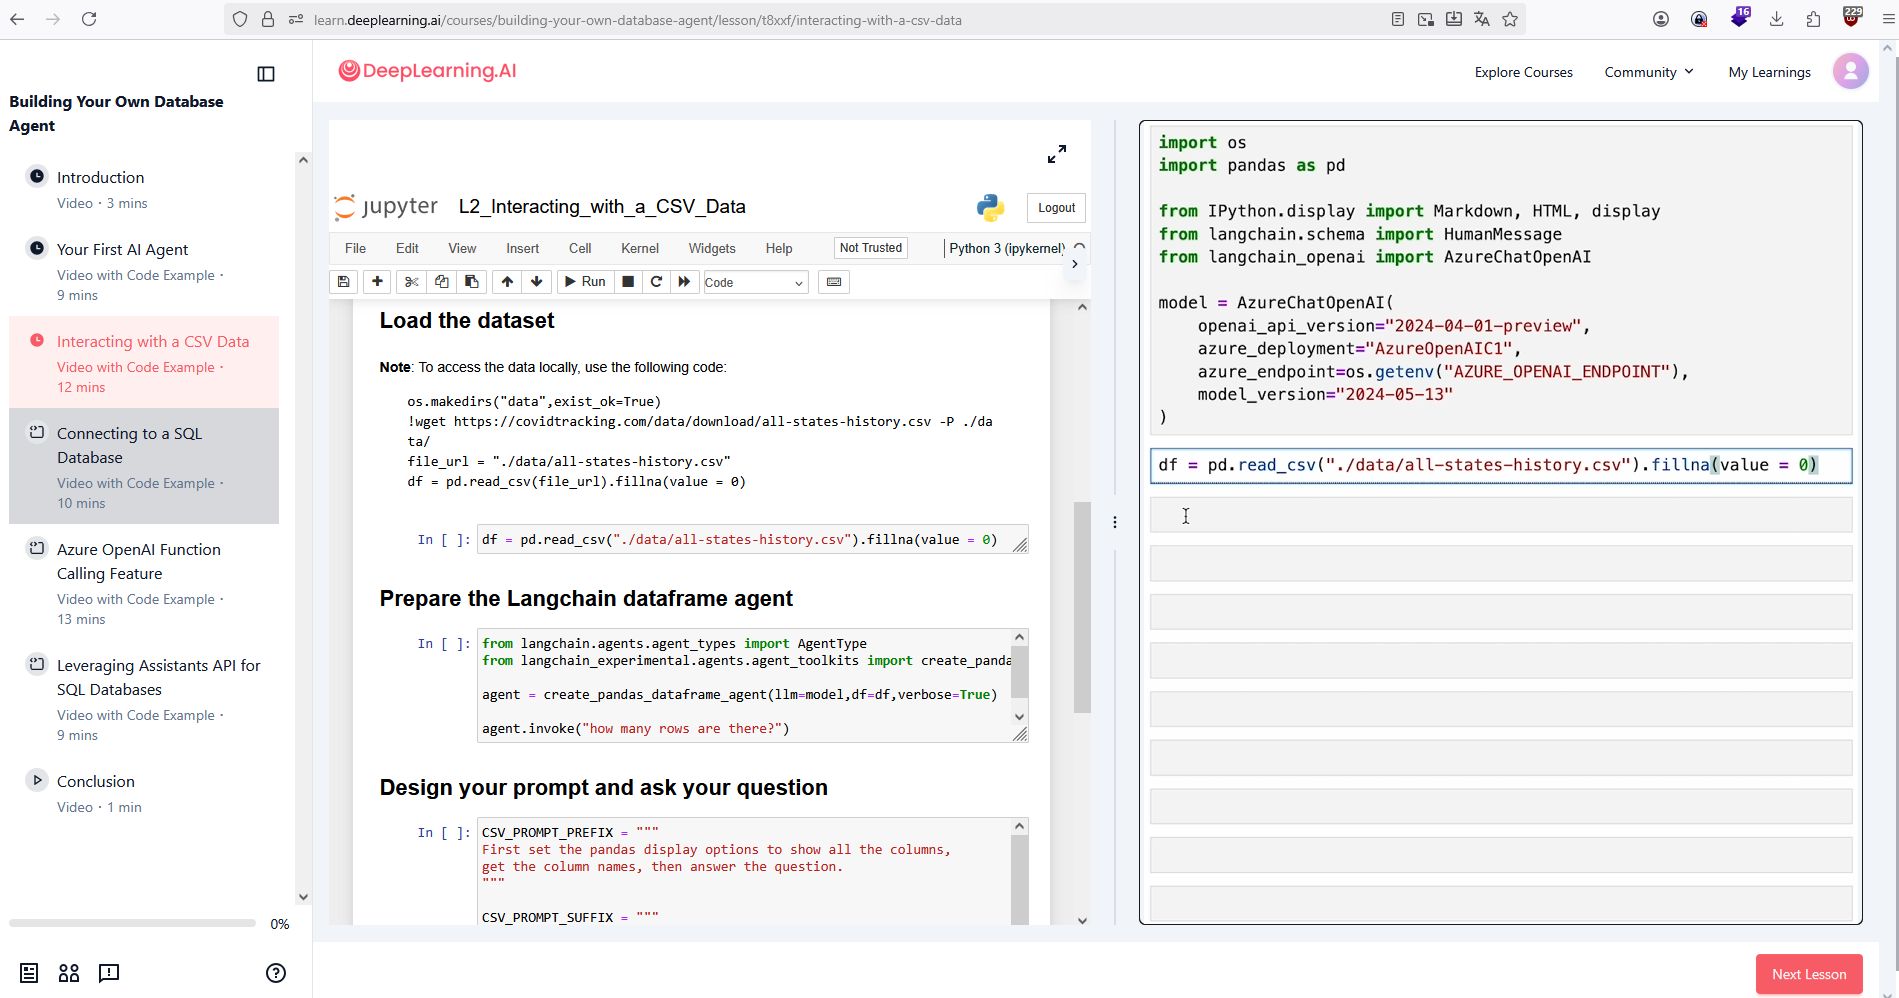 learn.deeplearning.ai/courses/building-your-own-database-agent/lesson/t8xxf/interacting-with-a-csv-data
16
229
Building Your Own Database
Agent
Introduction
Video · 3 mins
Your First AI Agent
Video with Code Example ·
9 mins
Interacting with a CSV Data
Video with Code Example ·
12 mins
Connecting to a SQL
Database
Video with Code Example ·
10 mins
Azure OpenAI Function
Calling Feature
Video with Code Example ·
13 mins
Leveraging Assistants API for
SQL Databases
Video with Code Example ·
9 mins
Conclusion
Video · 1 min
0%
DeepLearning.AI
Explore Courses
Community
My Learnings
jupyter
L2_Interacting_with_a_CSV_Data
Logout
File Edit View Insert Cell Kernel Widgets Help
Not Trusted
Python 3 (ipykernel)
Run
Code
Load the dataset
Note: To access the data locally, use the following code:
os.makedirs("data",exist_ok=True)
!wget https://covidtracking.com/data/download/all-states-history.csv -P ./da
ta/
file_url = "./data/all-states-history.csv"
df = pd.read_csv(file_url).fillna(value = 0)
In [ ]: df = pd.read_csv("./data/all-states-history.csv").fillna(value = 0)
Prepare the Langchain dataframe agent
In [ ]: from langchain.agents.agent_types import AgentType
from langchain_experimental.agents.agent_toolkits import create_panda
agent = create_pandas_dataframe_agent(llm=model,df=df,verbose=True)
agent.invoke("how many rows are there?")
Design your prompt and ask your question
In [ ]: CSV_PROMPT_PREFIX = """
First set the pandas display options to show all the columns,
get the column names, then answer the question.
"""
CSV_PROMPT_SUFFIX = """
import os
import pandas as pd
from IPython.display import Markdown, HTML, display
from langchain.schema import HumanMessage
from langchain_openai import AzureChatOpenAI
model = AzureChatOpenAI(
openai_api_version="2024-04-01-preview",
azure_deployment="AzureOpenAIC1",
azure_endpoint=os.getenv("AZURE_OPENAI_ENDPOINT"),
model_version="2024-05-13"
)
df = pd.read_csv("./data/all-states-history.csv").fillna(value = 0)
Next Lesson